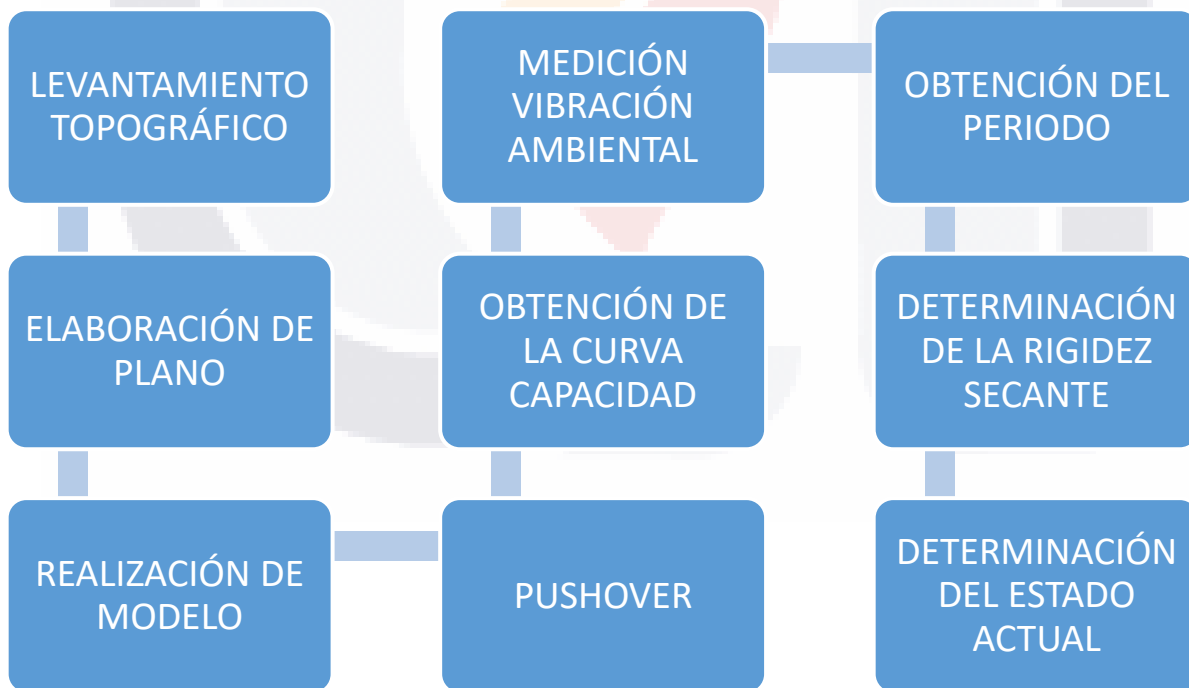 LEVANTAMIENTO
TOPOGRÁFICO
ELABORACIÓN DE
PLANO
REALIZACIÓN DE
MODELO
PUSHOVER
OBTENCIÓN DE
LA CURVA
CAPACIDAD
MEDICIÓN
VIBRACIÓN
AMBIENTAL
OBTENCIÓN DEL
PERIODO
DETERMINACIÓN
DE LA RIGIDEZ
SECANTE
DETERMINACIÓN
DEL ESTADO
ACTUAL